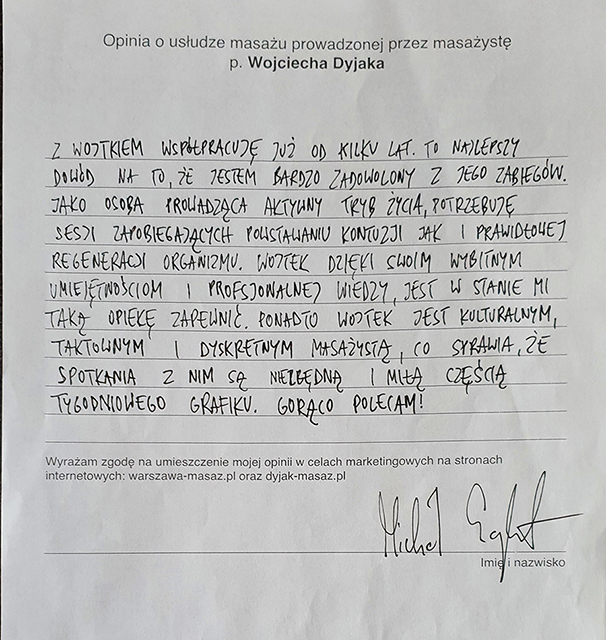 Opinia o usłudze masażu prowadzonej przez masażystę
p. Wojciecha Dyjaka
Z WOJTKIEM WSPÓŁPRACUJĘ JUŻ OD KILKU LAT. TO NAJLEPSZY
DOWÓD NA TO, ŻE JESTEM BARDZO ZADOWOLONY Z JEGO ZABIEGÓW.
JAKO OSOBA PROWADZĄCA AKTYWNY TRYB ŻYCIA, POTRZEBUJĘ
SESJI ZAPOBIEGAJĄCYCH POWSTAWANIU KONTUZJI JAK I PRAWIDŁOWEJ
REGENERACJI ORGANIZMU. WOJTEK DZIĘKI SWOIM WYBITNYM
UMIEJĘTNOŚCIOM I PROFSJONALNEJ WIEDZY, JEST W STANIE MI
TAKĄ OPIEKĘ ZAPEWNIĆ. PONADTO WOJTEK JEST KULTURALNYM,
TAKTOWNYM I DYSKRETNYM MASAŻYSTĄ, CO SPRAWIA, ŻE
SPOTKANIA Z NIM SĄ NIEZBĘDNĄ I MIŁĄ CZĘŚCIĄ
TYGODNIOWEGO GRAFIKU. GORĄCO POLECAM!
Wyrażam zgodę na umieszczenie mojej opinii w celach marketingowych na stronach
internetowych: warszawa-masaz.pl oraz dyjak-masaz.pl
Michał
Imię i nazwisko